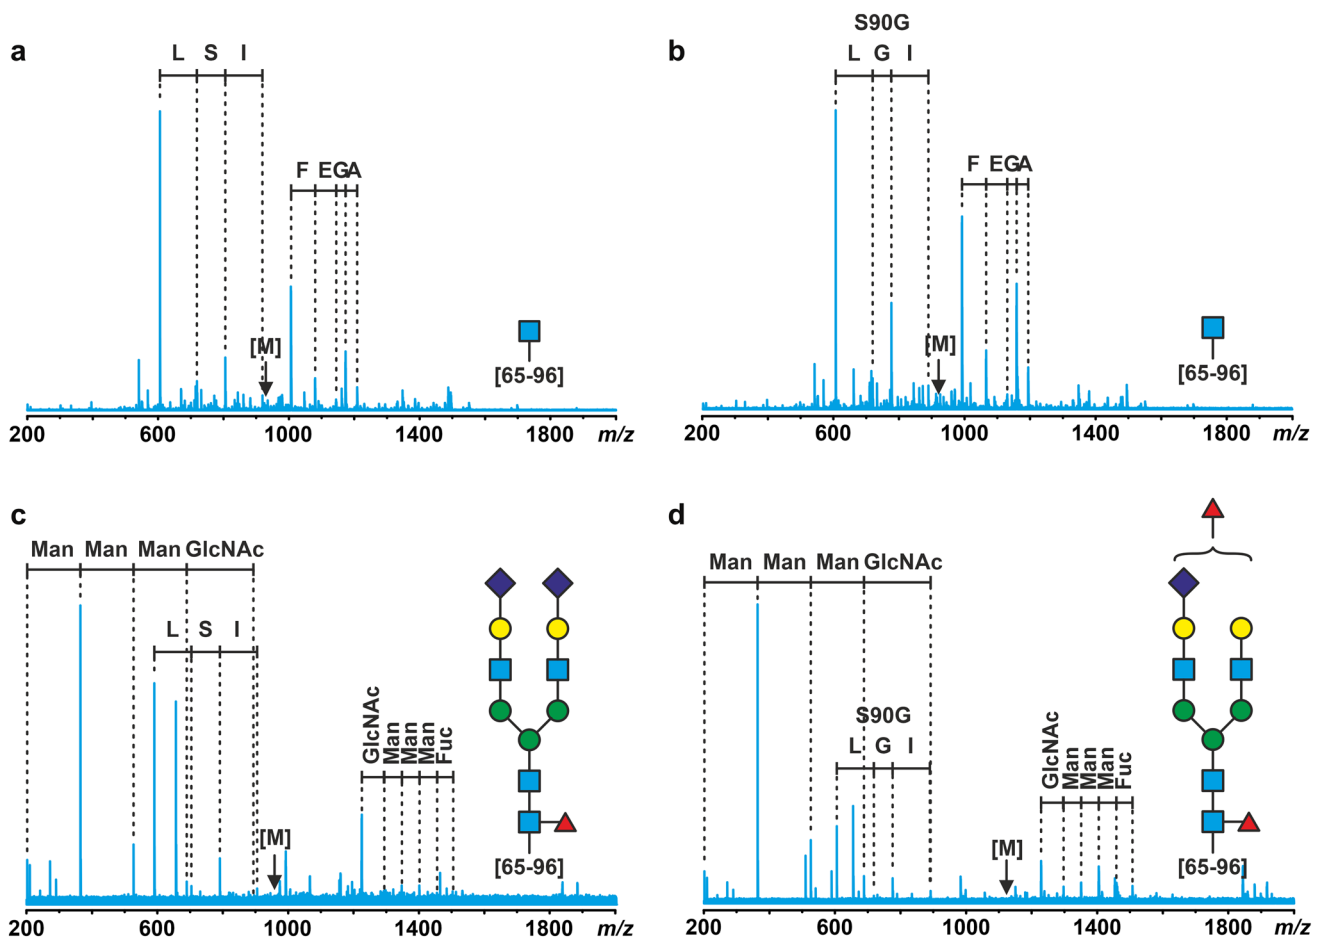 a
L S I
F EGA
[M]
[65-96]
200 600 1000 1400 1800 m/z
b
S90G
L G I
F EGA
[M]
[65-96]
200 600 1000 1400 1800 m/z
c
Man Man Man GlcNAc
L S I
GlcNAc
Man
Man
Man
Fuc
[M]
[65-96]
200 600 1000 1400 1800 m/z
d
Man Man Man GlcNAc
S90G
L G I
GlcNAc
Man
Man
Man
Fuc
[M]
[65-96]
200 600 1000 1400 1800 m/z